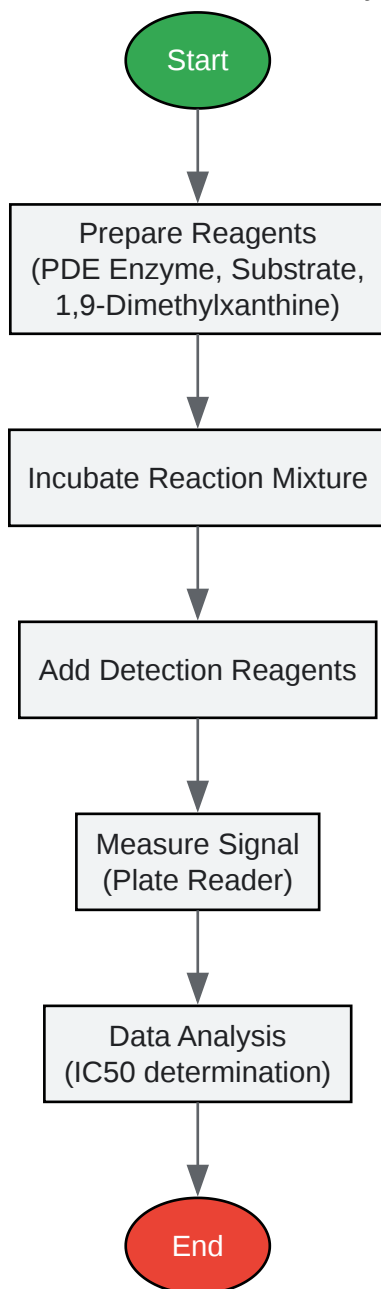 Start
Prepare Reagents
(PDE Enzyme, Substrate,
1,9-Dimethylxanthine)
Incubate Reaction Mixture
Add Detection Reagents
Measure Signal
(Plate Reader)
Data Analysis
(IC50 determination)
End